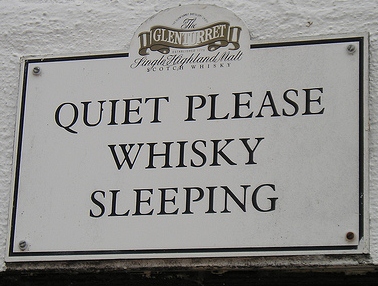 The
GLENTURRET
Single Highland Malt
SCOTCH WHISKY
QUIET PLEASE
WHISKY
SLEEPING